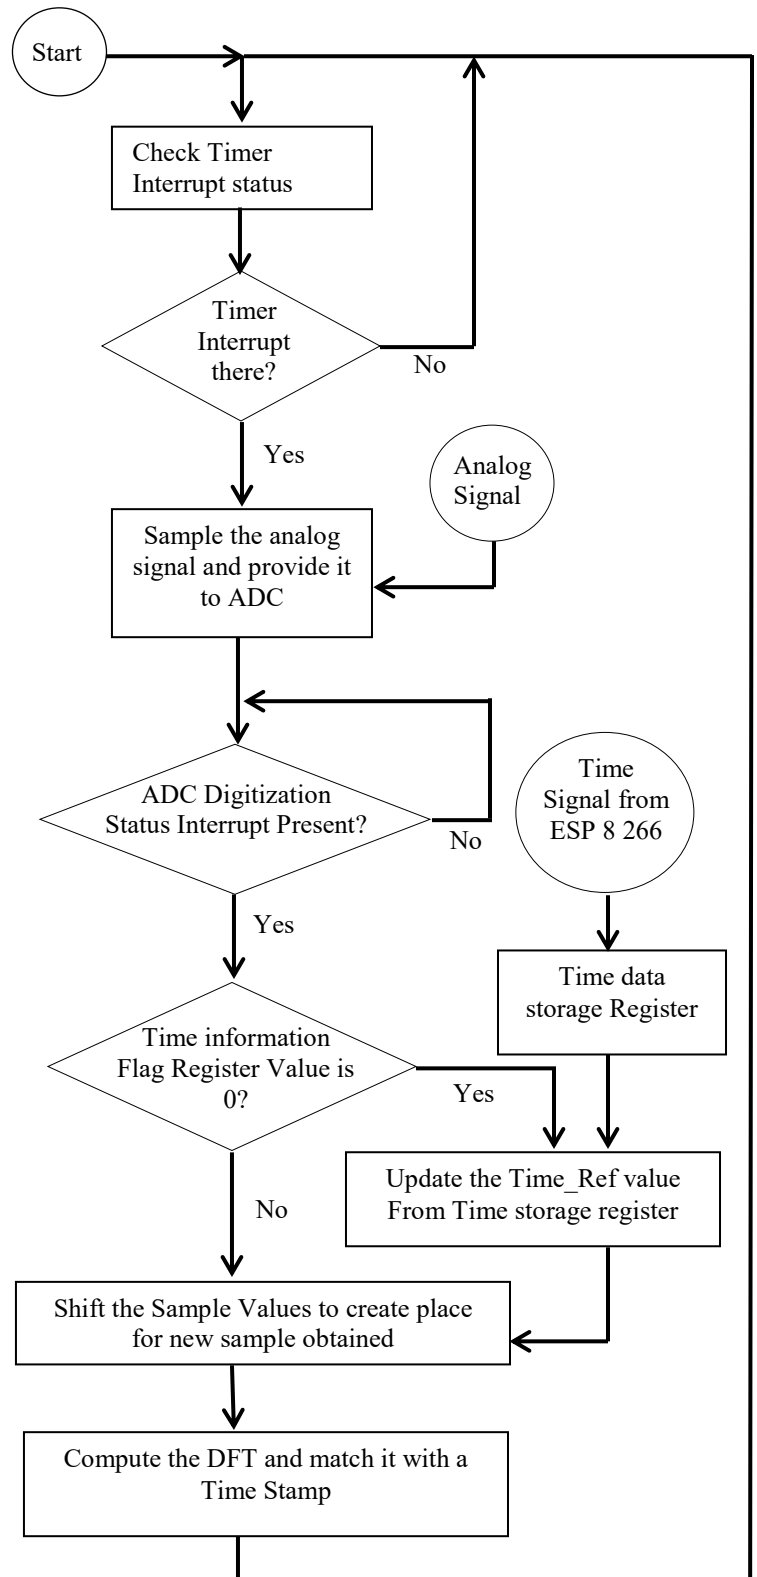 Start
Check Timer
Interrupt status
Timer
Interrupt
there?
No
Yes
Analog
Signal
Sample the analog
signal and provide it
to ADC
ADC Digitization
Status Interrupt Present?
No
Time
Signal from
ESP 8 266
Yes
Time data
storage Register
Time information
Flag Register Value is
0?
Yes
Update the Time_Ref value
From Time storage register
No
Shift the Sample Values to create place
for new sample obtained
Compute the DFT and match it with a
Time Stamp